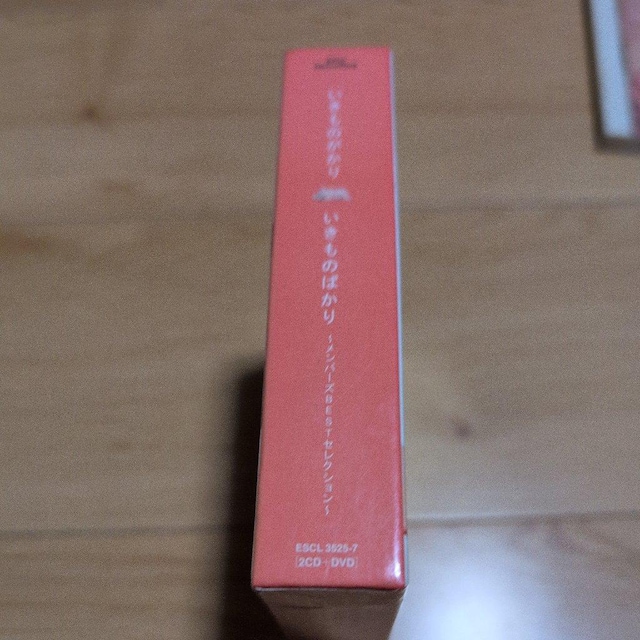 いきものがかり
いきものばかり
～メンバーズBESTセレクション～
ESCL 3525-7
[2CD+DVD]